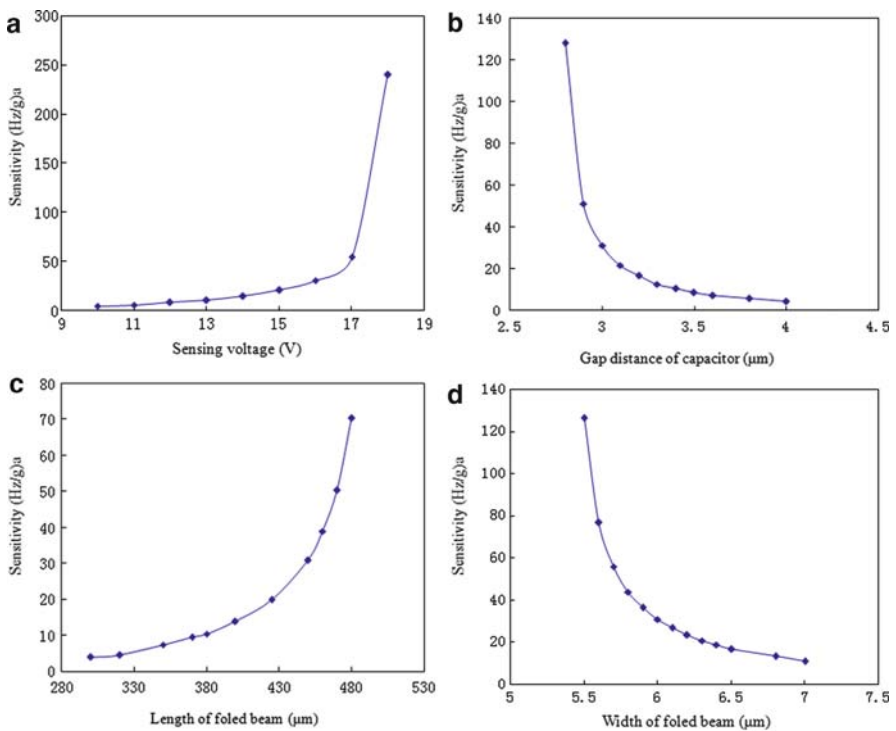 a
300
250
200
150
100
50
0
9 11 13 15 17 19
Sensitivity (Hz/g)a
Sensing voltage (V)
b
140
120
100
80
60
40
20
0
2.5 3 3.5 4 4.5
Sensitivity (Hz/g)a
Gap distance of capacitor (μm)
c
80
70
60
50
40
30
20
10
0
280 330 380 430 480 530
Sensitivity (Hz/g)a
Length of foled beam (μm)
d
140
120
100
80
60
40
20
0
5 5.5 6 6.5 7 7.5
Sensitivity (Hz/g)a
Width of foled beam (μm)